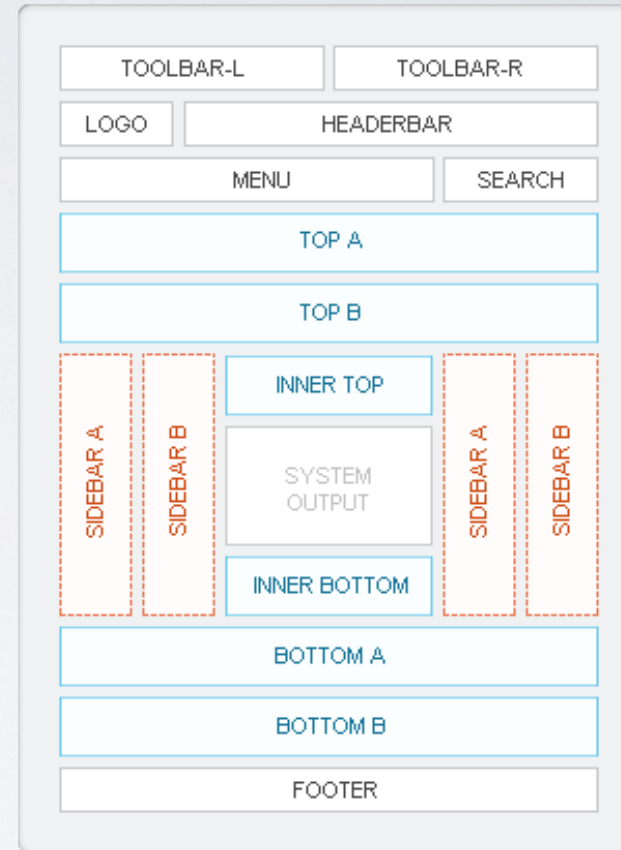 TOOLBAR-L
TOOLBAR-R
LOGO
HEADERBAR
MENU
SEARCH
TOP A
TOP B
SIDEBAR A
SIDEBAR B
INNER TOP
SYSTEM
OUTPUT
INNER BOTTOM
SIDEBAR A
SIDEBAR B
BOTTOM A
BOTTOM B
FOOTER